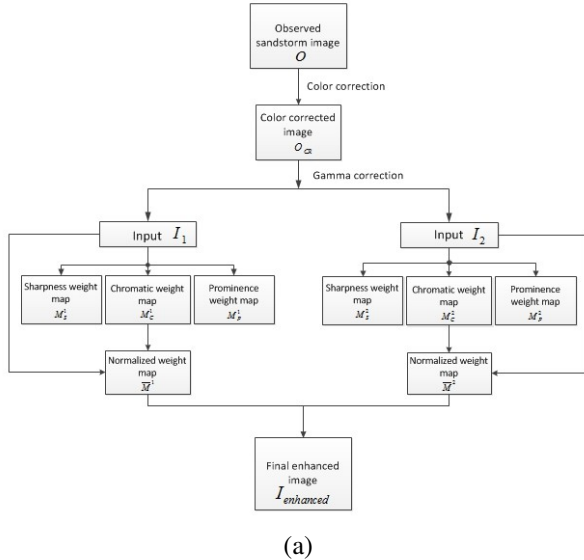 Observed
sandstorm image
O
Color correction
Color corrected
image
O_CR
Gamma correction
Input I₁
Input I₂
Sharpness weight
map
M_S^1
Chromatic weight
map
M_C^1
Prominence
weight map
M_P^1
Sharpness weight
map
M_S^2
Chromatic weight
map
M_C^2
Prominence
weight map
M_P^2
Normalized weight
map
M̅^1
Normalized weight
map
M̅^2
Final enhanced
image
I_enhanced
(a)